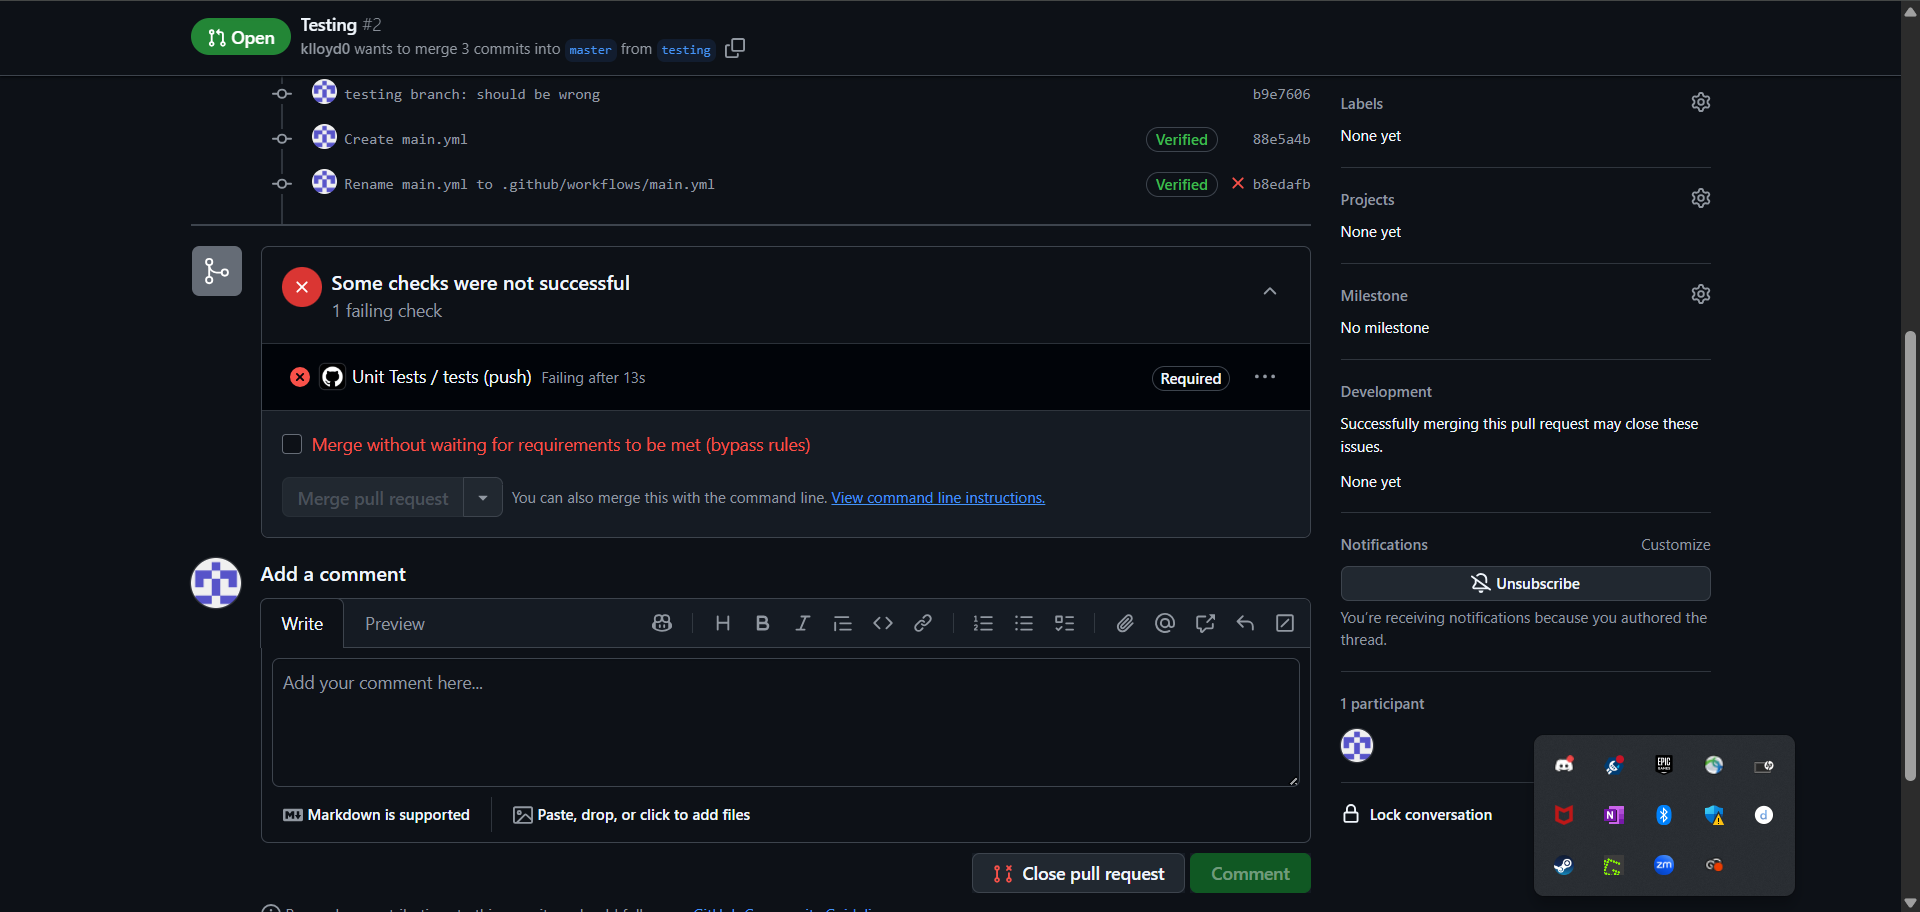 Open
Testing #2
klloyd0 wants to merge 3 commits into master from testing
testing branch: should be wrong
b9e7606
Create main.yml
Verified
88e5a4b
Rename main.yml to .github/workflows/main.yml
Verified
b8edafb
Some checks were not successful
1 failing check
Unit Tests / tests (push) Failing after 13s
Required
Merge without waiting for requirements to be met (bypass rules)
Merge pull request
You can also merge this with the command line. View command line instructions.
Add a comment
Write
Preview
Add your comment here...
Markdown is supported
Paste, drop, or click to add files
Close pull request
Comment
Labels
None yet
Projects
None yet
Milestone
No milestone
Development
Successfully merging this pull request may close these
issues.
None yet
Notifications
Customize
Unsubscribe
You're receiving notifications because you authored the
thread.
1 participant
Lock conversation
EPIC
GAMES
N
d
zm